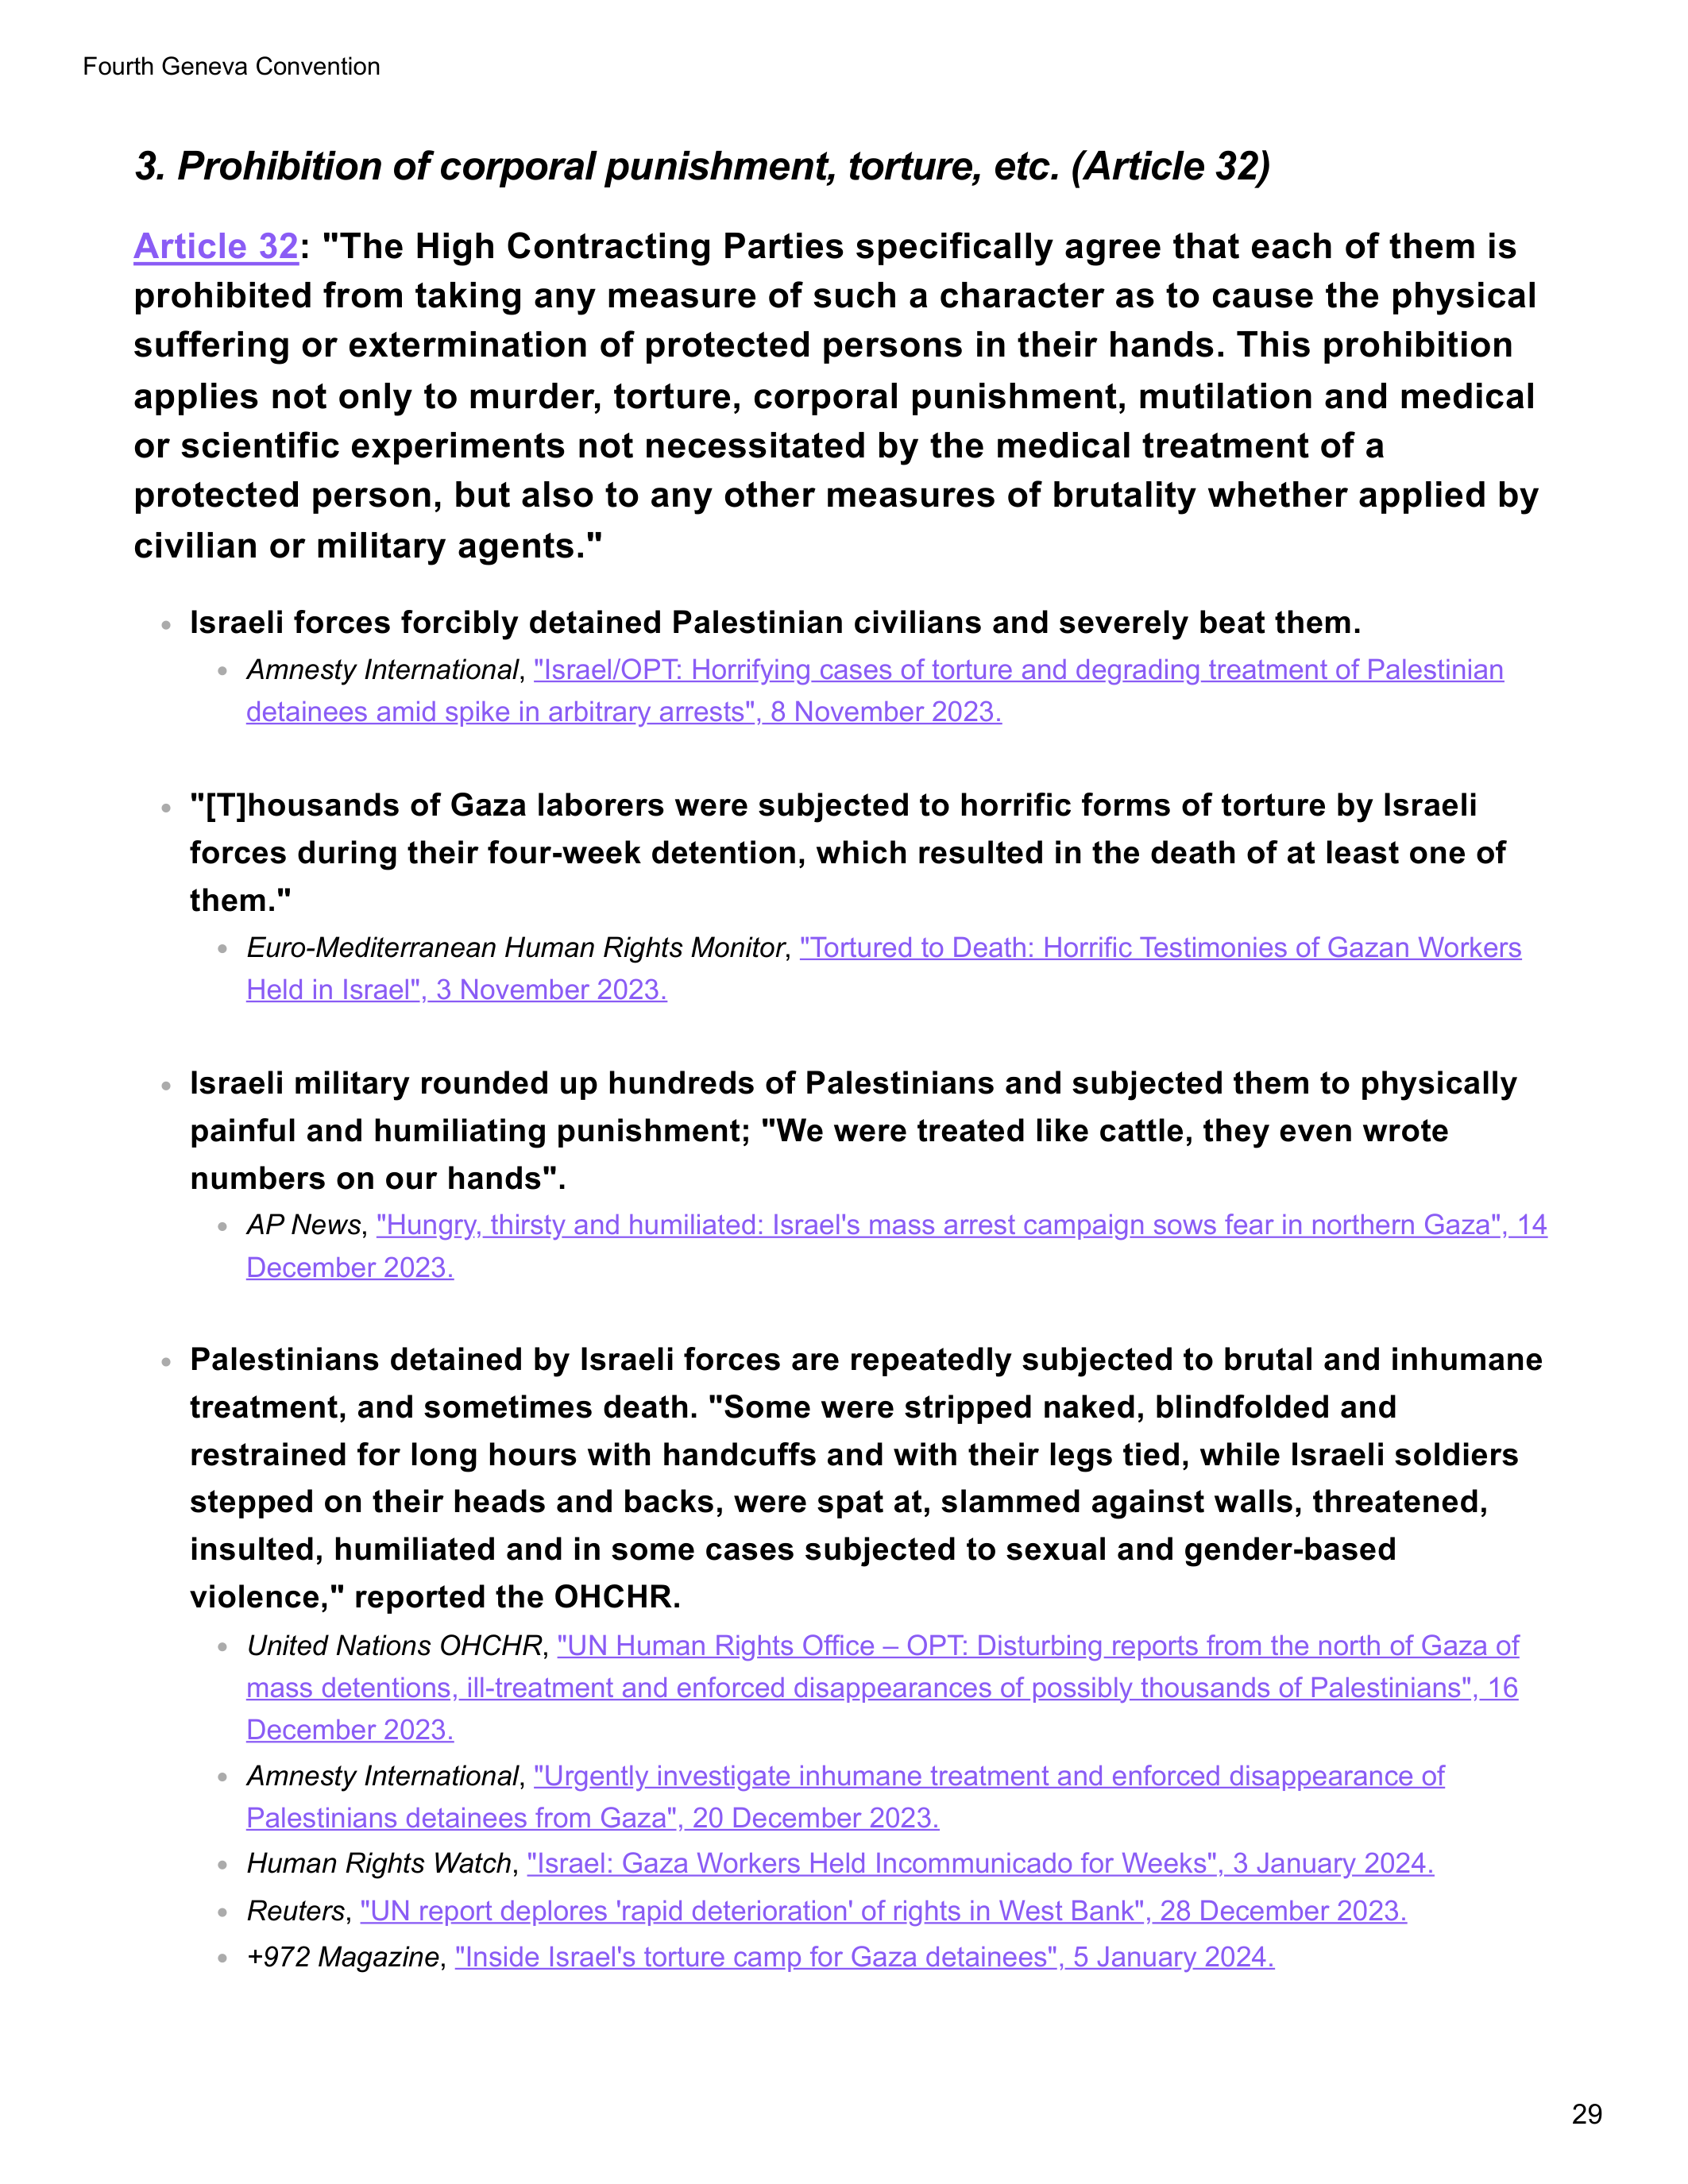 Fourth Geneva Convention
3. Prohibition of corporal punishment, torture, etc. (Article 32)
Article 32: "The High Contracting Parties specifically agree that each of them is
prohibited from taking any measure of such a character as to cause the physical
suffering or extermination of protected persons in their hands. This prohibition
applies not only to murder, torture, corporal punishment, mutilation and medical
or scientific experiments not necessitated by the medical treatment of a
protected person, but also to any other measures of brutality whether applied by
civilian or military agents."
• Israeli forces forcibly detained Palestinian civilians and severely beat them.
• Amnesty International, "Israel/OPT: Horrifying cases of torture and degrading treatment of Palestinian
detainees amid spike in arbitrary arrests", 8 November 2023.
• "[T]housands of Gaza laborers were subjected to horrific forms of torture by Israeli
forces during their four-week detention, which resulted in the death of at least one of
them."
• Euro-Mediterranean Human Rights Monitor, "Tortured to Death: Horrific Testimonies of Gazan Workers
Held in Israel", 3 November 2023.
• Israeli military rounded up hundreds of Palestinians and subjected them to physically
painful and humiliating punishment; "We were treated like cattle, they even wrote
numbers on our hands".
• AP News, "Hungry, thirsty and humiliated: Israel's mass arrest campaign sows fear in northern Gaza", 14
December 2023.
• Palestinians detained by Israeli forces are repeatedly subjected to brutal and inhumane
treatment, and sometimes death. "Some were stripped naked, blindfolded and
restrained for long hours with handcuffs and with their legs tied, while Israeli soldiers
stepped on their heads and backs, were spat at, slammed against walls, threatened,
insulted, humiliated and in some cases subjected to sexual and gender-based
violence," reported the OHCHR.
• United Nations OHCHR, "UN Human Rights Office – OPT: Disturbing reports from the north of Gaza of
mass detentions, ill-treatment and enforced disappearances of possibly thousands of Palestinians", 16
December 2023.
• Amnesty International, "Urgently investigate inhumane treatment and enforced disappearance of
Palestinians detainees from Gaza", 20 December 2023.
• Human Rights Watch, "Israel: Gaza Workers Held Incommunicado for Weeks", 3 January 2024.
• Reuters, "UN report deplores 'rapid deterioration' of rights in West Bank", 28 December 2023.
• +972 Magazine, "Inside Israel's torture camp for Gaza detainees", 5 January 2024.
29